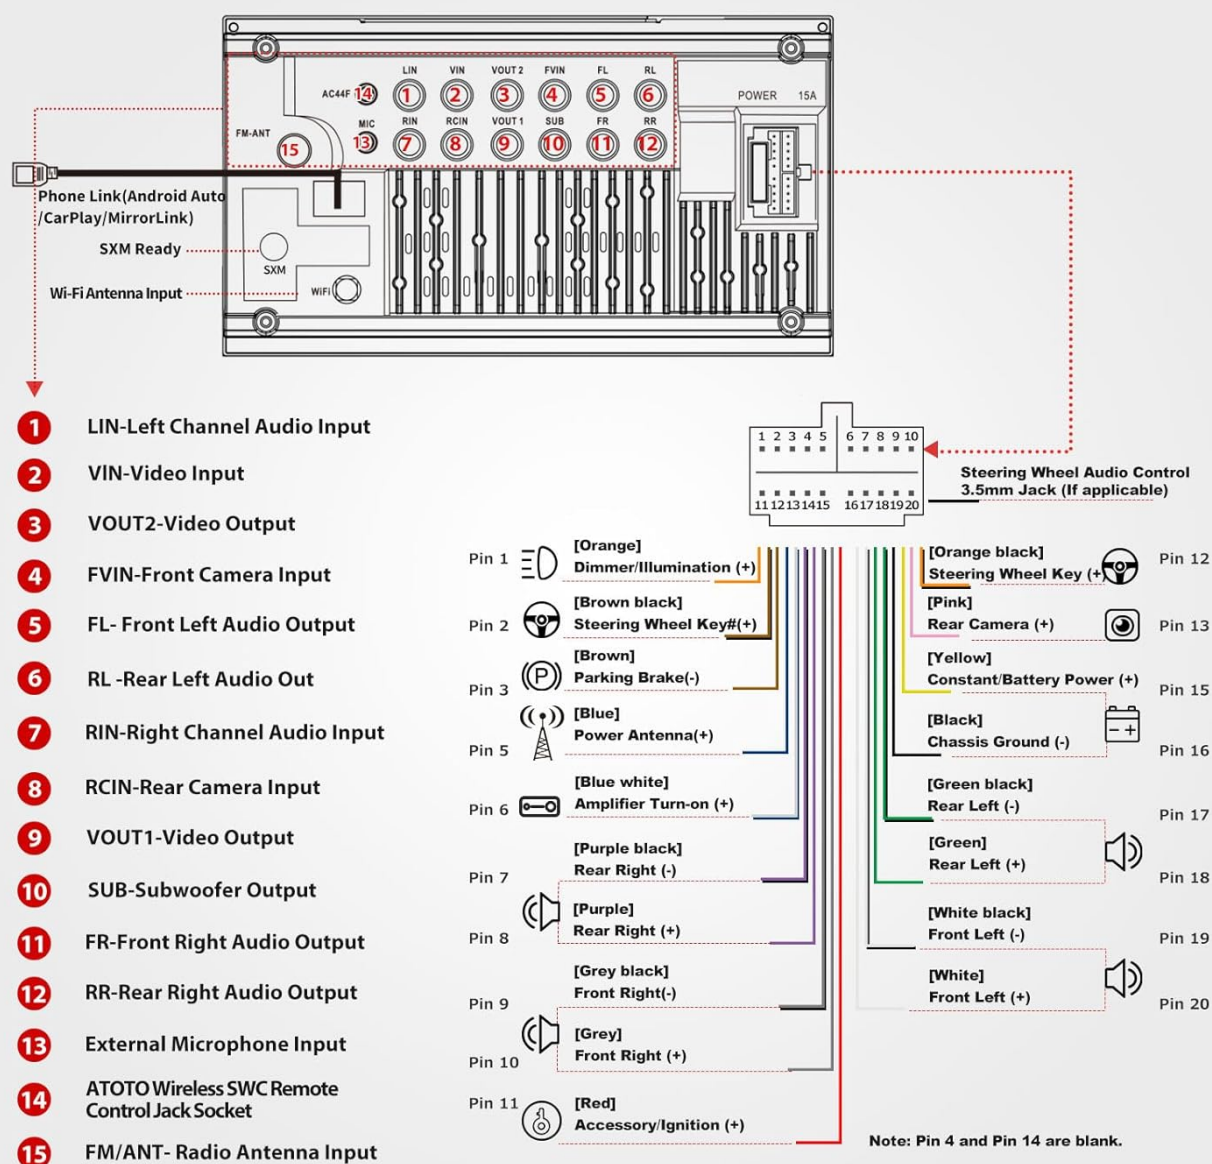 LIN VIN VOUT 2 FVIN FL RL
AC44F 14 1 2 3 4 5 6
POWER 15A
MIC RIN RCIN VOUT 1 SUB FR RR
FM-ANT
15 13 7 8 9 10 11 12
Phone Link(Android Auto
/CarPlay/MirrorLink)
SXM Ready
SXM
Wi-Fi Antenna Input
WiFi
1 LIN-Left Channel Audio Input
2 VIN-Video Input
3 VOUT2-Video Output
4 FVIN-Front Camera Input
5 FL- Front Left Audio Output
6 RL -Rear Left Audio Out
7 RIN-Right Channel Audio Input
8 RCIN-Rear Camera Input
9 VOUT1-Video Output
10 SUB-Subwoofer Output
11 FR-Front Right Audio Output
12 RR-Rear Right Audio Output
13 External Microphone Input
14 ATOTO Wireless SWC Remote
Control Jack Socket
15 FM/ANT- Radio Antenna Input
1 2 3 4 5 6 7 8 9 10
11 12 13 14 15 16 17 18 19 20
Steering Wheel Audio Control
3.5mm Jack (If applicable)
Pin 1
[Orange]
Dimmer/Illumination (+)
Pin 2
[Brown black]
Steering Wheel Key#(+)
Pin 3
P
[Brown]
Parking Brake(-)
Pin 5
[Blue]
Power Antenna(+)
Pin 6
[Blue white]
Amplifier Turn-on (+)
Pin 7
[Purple black]
Rear Right (-)
Pin 8
[Purple]
Rear Right (+)
Pin 9
[Grey black]
Front Right(-)
Pin 10
[Grey]
Front Right (+)
Pin 11
[Red]
Accessory/Ignition (+)
[Orange black]
Steering Wheel Key (+)
Pin 12
[Pink]
Rear Camera (+)
Pin 13
[Yellow]
Constant/Battery Power (+)
Pin 15
- +
[Black]
Chassis Ground (-)
Pin 16
[Green black]
Rear Left (-)
Pin 17
[Green]
Rear Left (+)
Pin 18
[White black]
Front Left (-)
Pin 19
[White]
Front Left (+)
Pin 20
Note: Pin 4 and Pin 14 are blank.